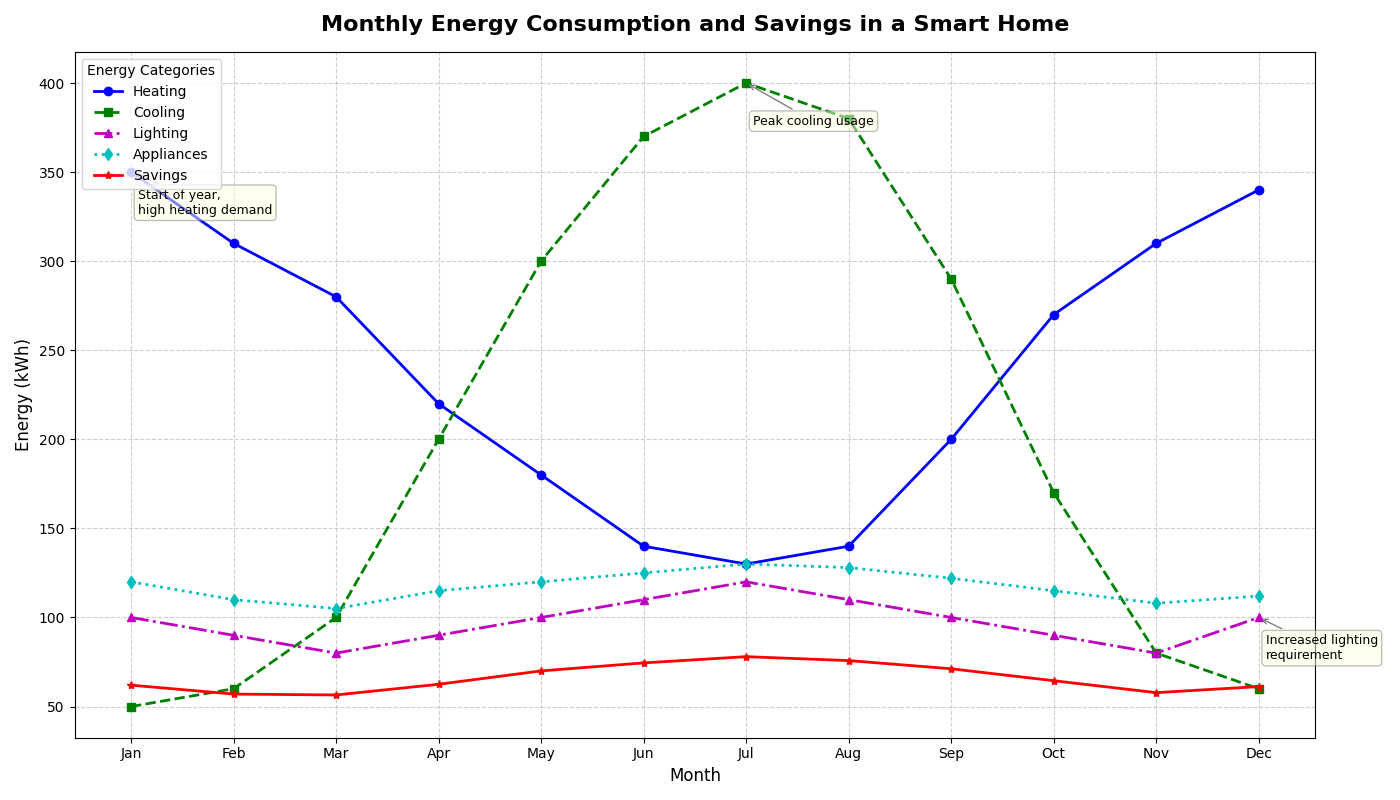 Monthly Energy Consumption and Savings in a Smart Home
Energy Categories
Heating
Cooling
Lighting
Appliances
Savings
Start of year,
high heating demand
Peak cooling usage
Increased lighting
requirement
Energy (kWh)
400
350
300
250
200
150
100
50
Jan Feb Mar Apr May Jun Jul Aug Sep Oct Nov Dec
Month